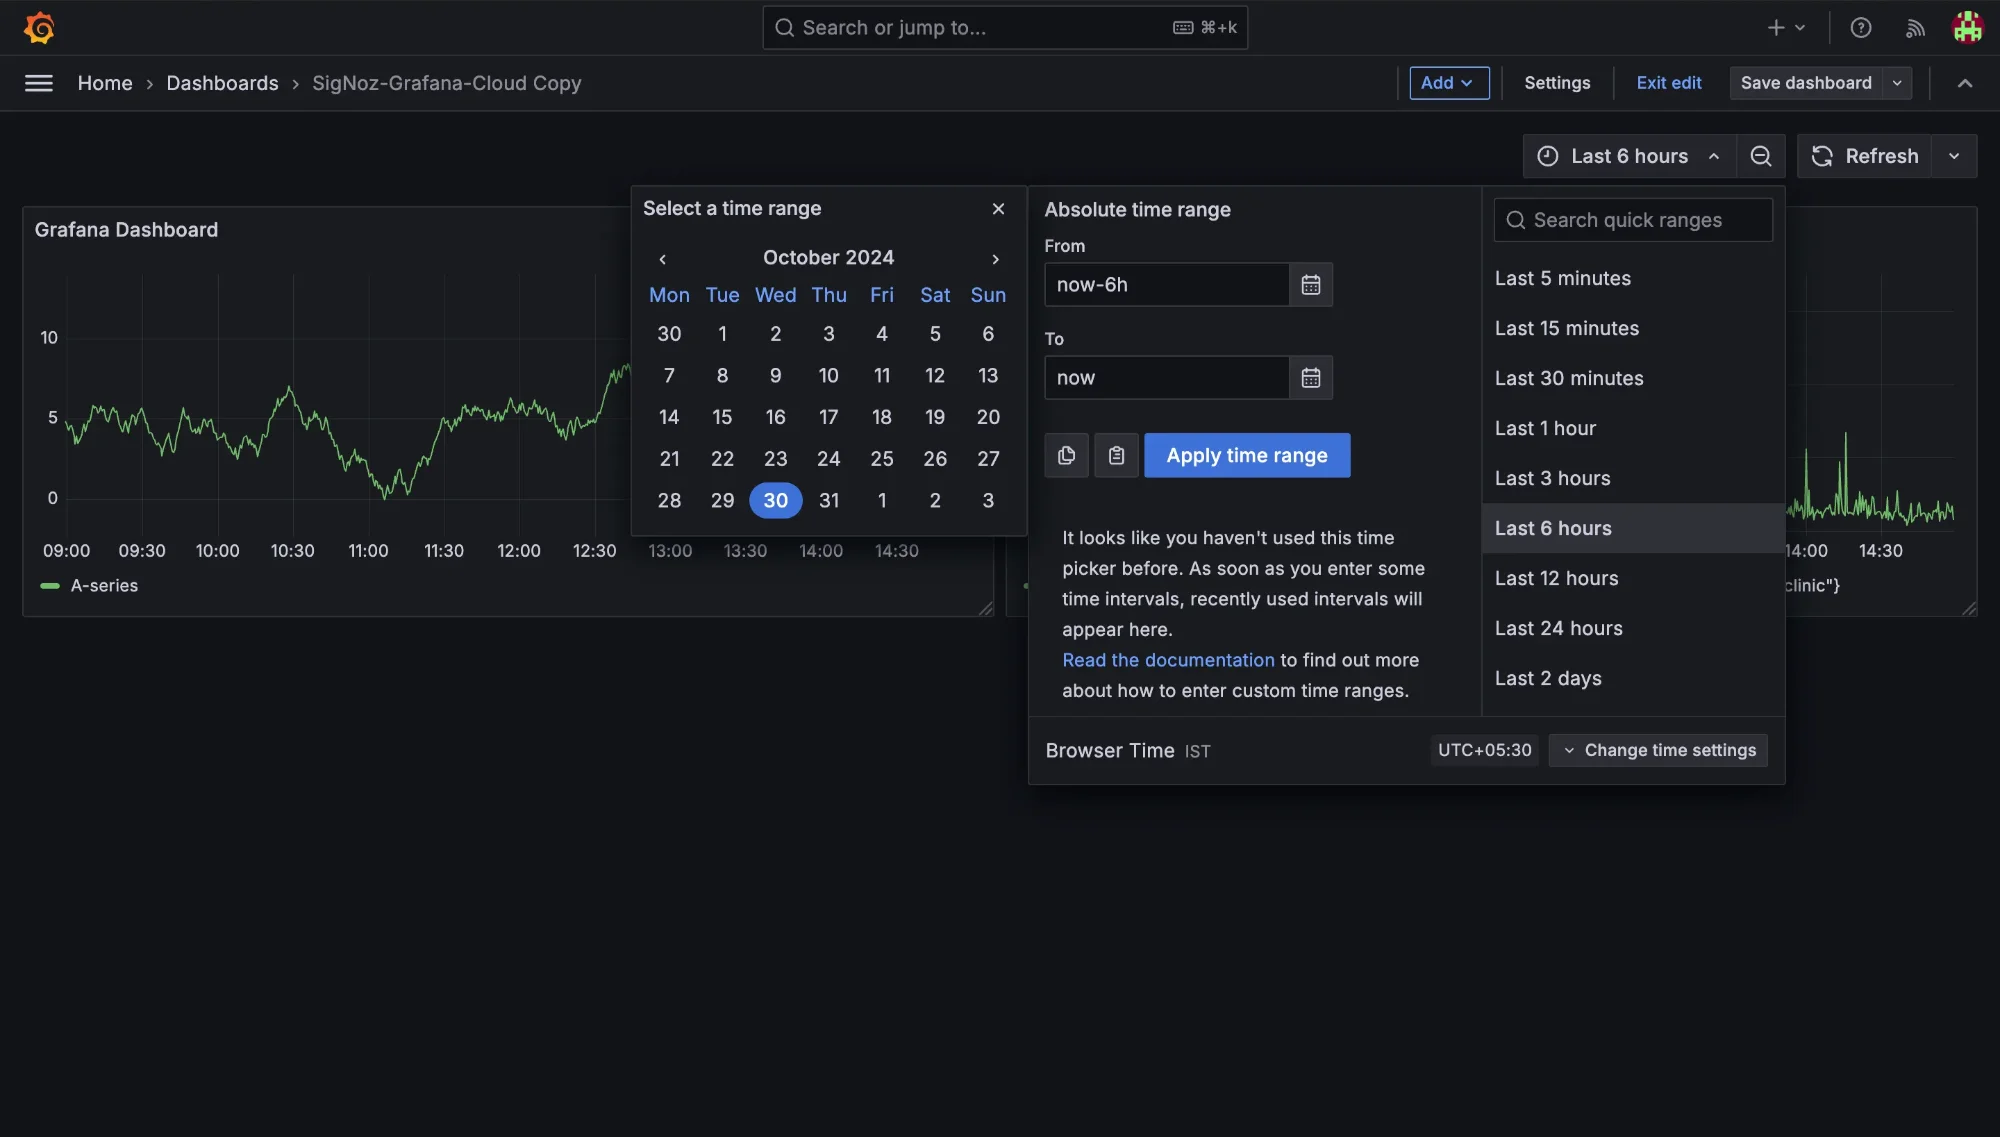 Search or jump to... ⌘+k
Home › Dashboards › SigNoz-Grafana-Cloud Copy
Add Settings Exit edit Save dashboard
Last 6 hours Refresh
Grafana Dashboard
10
5
0
09:00 09:30 10:00 10:30 11:00 11:30 12:00 12:30 13:00 13:30 14:00 14:30
A-series
Select a time range
October 2024
Mon Tue Wed Thu Fri Sat Sun
30 1 2 3 4 5 6
7 8 9 10 11 12 13
14 15 16 17 18 19 20
21 22 23 24 25 26 27
28 29 30 31 1 2 3
Absolute time range
From
now-6h
To
now
Apply time range
It looks like you haven't used this time
picker before. As soon as you enter some
time intervals, recently used intervals will
appear here.
Read the documentation to find out more
about how to enter custom time ranges.
Search quick ranges
Last 5 minutes
Last 15 minutes
Last 30 minutes
Last 1 hour
Last 3 hours
Last 6 hours
Last 12 hours
Last 24 hours
Last 2 days
Browser Time IST
UTC+05:30 Change time settings
14:00 14:30
clinic"}